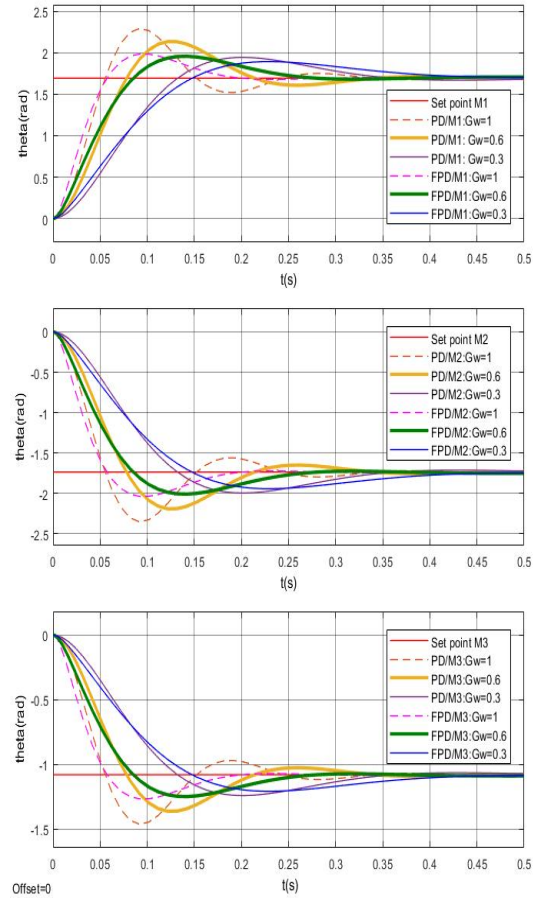 2.5
2
1.5
1
0.5
0
theta(rad)
Set point M1
PD/M1:Gw=1
PD/M1: Gw=0.6
PD/M1: Gw=0.3
FPD/M1:Gw=1
FPD/M1:Gw=0.6
FPD/M1:Gw=0.3
0 0.05 0.1 0.15 0.2 0.25 0.3 0.35 0.4 0.45 0.5
t(s)
0
-0.5
-1
-1.5
-2
-2.5
theta(rad)
Set point M2
PD/M2:Gw=1
PD/M2:Gw=0.6
PD/M2:Gw=0.3
FPD/M2:Gw=1
FPD/M2:Gw=0.6
FPD/M2:Gw=0.3
0 0.05 0.1 0.15 0.2 0.25 0.3 0.35 0.4 0.45 0.5
t(s)
0
-0.5
-1
-1.5
theta(rad)
Set point M3
PD/M3:Gw=1
PD/M3:Gw=0.6
PD/M3:Gw=0.3
FPD/M3:Gw=1
FPD/M3:Gw=0.6
FPD/M3:Gw=0.3
0 0.05 0.1 0.15 0.2 0.25 0.3 0.35 0.4 0.45 0.5
t(s)
Offset=0